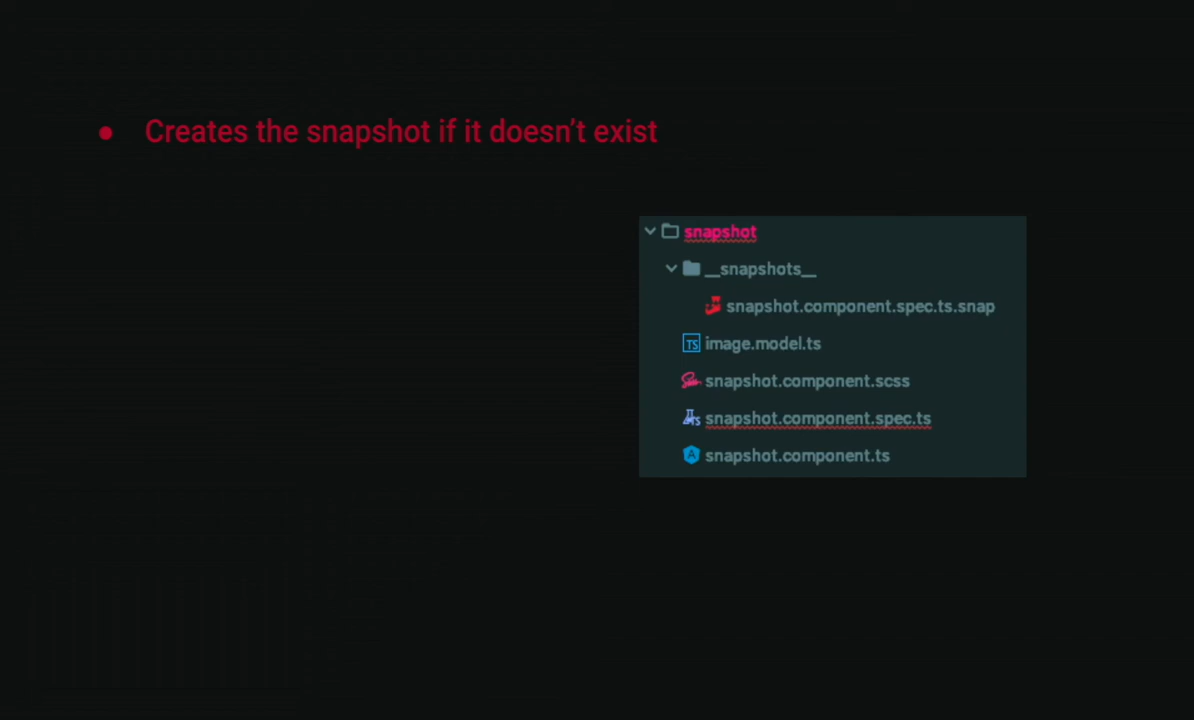 ● Creates the snapshot if it doesn't exist
snapshot
__snapshots__
snapshot.component.spec.ts.snap
TS image.model.ts
snapshot.component.scss
TS snapshot.component.spec.ts
A snapshot.component.ts